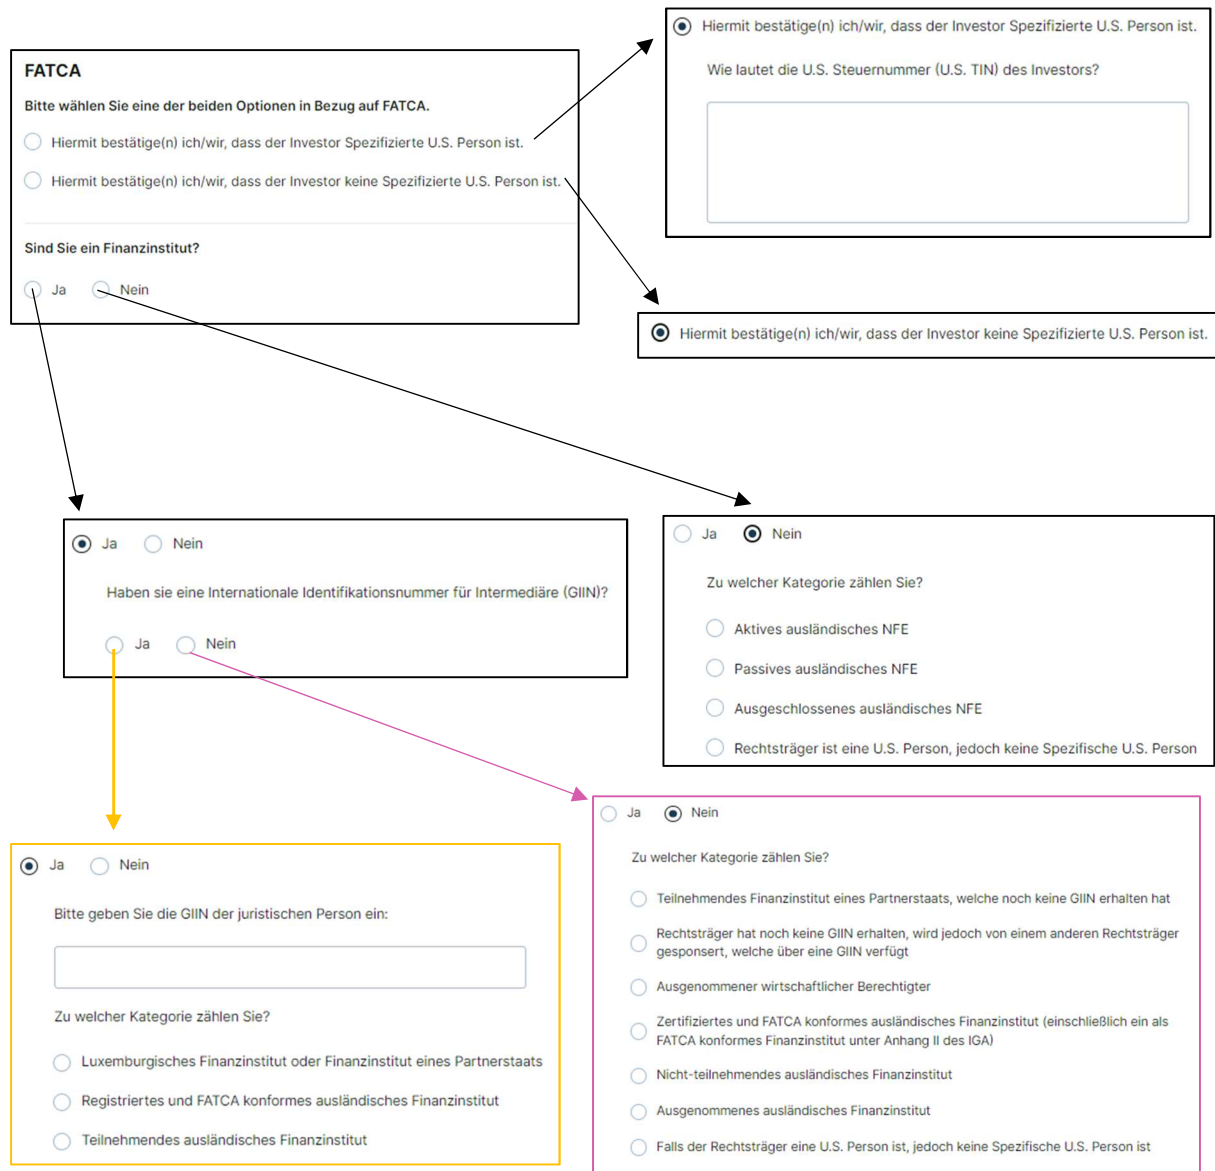 FATCA
Bitte wählen Sie eine der beiden Optionen in Bezug auf FATCA.
Hiermit bestätige(n) ich/wir, dass der Investor Spezifizierte U.S. Person ist.
Hiermit bestätige(n) ich/wir, dass der Investor keine Spezifizierte U.S. Person ist.
Sind Sie ein Finanzinstitut?
Ja Nein
Hiermit bestätige(n) ich/wir, dass der Investor Spezifizierte U.S. Person ist.
Wie lautet die U.S. Steuernummer (U.S. TIN) des Investors?
Hiermit bestätige(n) ich/wir, dass der Investor keine Spezifizierte U.S. Person ist.
Ja Nein
Haben sie eine Internationale Identifikationsnummer für Intermediäre (GIIN)?
Ja Nein
Ja Nein
Zu welcher Kategorie zählen Sie?
Aktives ausländisches NFE
Passives ausländisches NFE
Ausgeschlossenes ausländisches NFE
Rechtsträger ist eine U.S. Person, jedoch keine Spezifische U.S. Person
Ja Nein
Bitte geben Sie die GIIN der juristischen Person ein:
Zu welcher Kategorie zählen Sie?
Luxemburgisches Finanzinstitut oder Finanzinstitut eines Partnerstaats
Registriertes und FATCA konformes ausländisches Finanzinstitut
Teilnehmendes ausländisches Finanzinstitut
Ja Nein
Zu welcher Kategorie zählen Sie?
Teilnehmendes Finanzinstitut eines Partnerstaats, welche noch keine GIIN erhalten hat
Rechtsträger hat noch keine GIIN erhalten, wird jedoch von einem anderen Rechtsträger
gesponsert, welche über eine GIIN verfügt
Ausgenommener wirtschaftlicher Berechtigter
Zertifiziertes und FATCA konformes ausländisches Finanzinstitut (einschließlich ein als
FATCA konformes Finanzinstitut unter Anhang II des IGA)
Nicht-teilnehmendes ausländisches Finanzinstitut
Ausgenommenes ausländisches Finanzinstitut
Falls der Rechtsträger eine U.S. Person ist, jedoch keine Spezifische U.S. Person ist